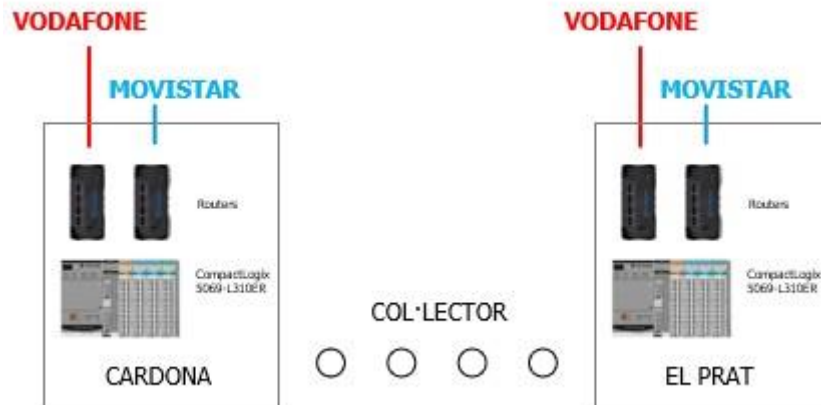 VODAFONE
MOVISTAR
Routers
CompactLogix
5069-L310ER
CARDONA
COL·LECTOR
VODAFONE
MOVISTAR
Routers
CompactLogix
5069-L310ER
EL PRAT